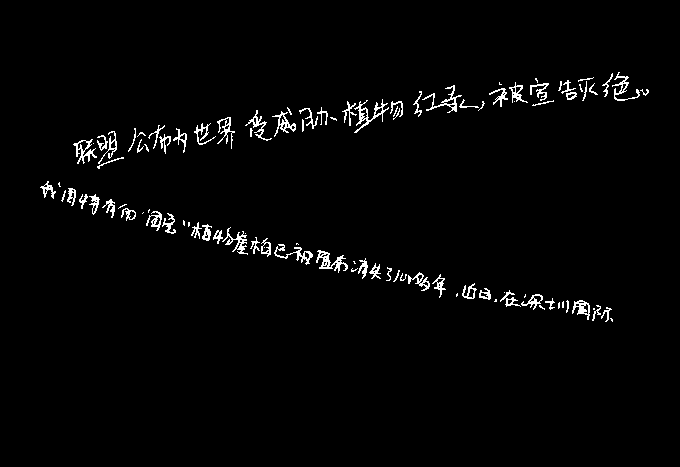 联盟公布的世界受威胁植物红录，被宣告灭绝。
我国特有的“国宝”植物崖柏已被宣布消失了100多年，近日，在深圳国际